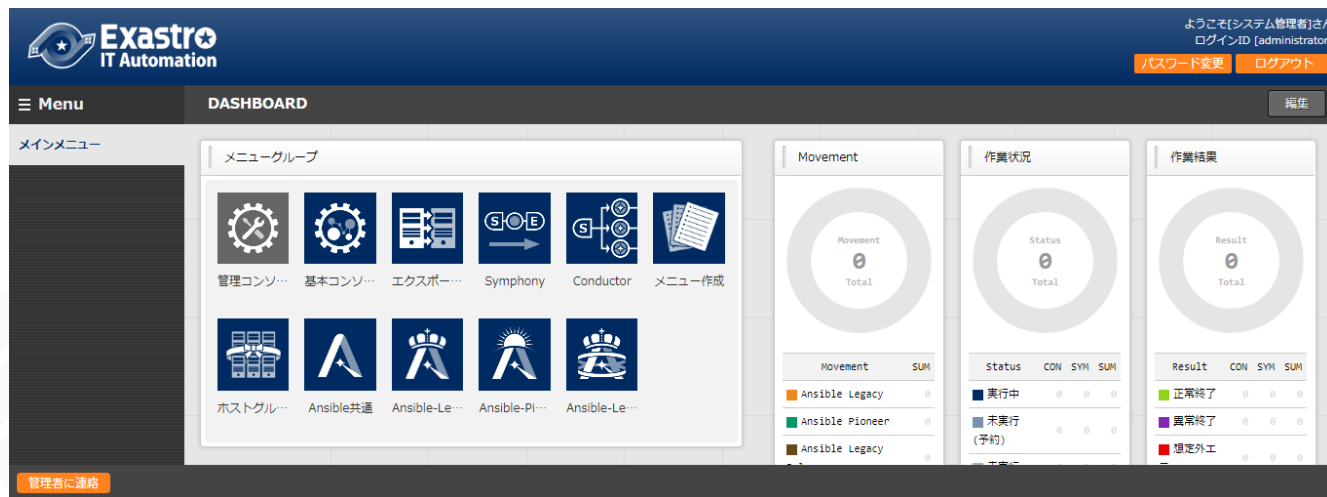 Exastro
IT Automation
ようこそ[システム管理者]さん
ログインID [administrator
パスワード変更 ログアウト
Menu
DASHBOARD
編集
メインメニュー
メニューグループ
管理コンソ…
基本コンソ…
エクスポー…
S E
Symphony
S
Conductor
メニュー作成
ホストグル…
Ansible共通
Ansible-Le…
Ansible-Pi…
Ansible-Le…
Movement
Movement
0
Total
Movement SUM
Ansible Legacy 0
Ansible Pioneer 0
Ansible Legacy 0
作業状況
Status
0
Total
Status CON SYM SUM
実行中 0 0 0
未実行
(予約) 0 0 0
作業結果
Result
0
Total
Result CON SYM SUM
正常終了 0 0 0
異常終了 0 0 0
想定外エ 0 0 0
管理者に連絡